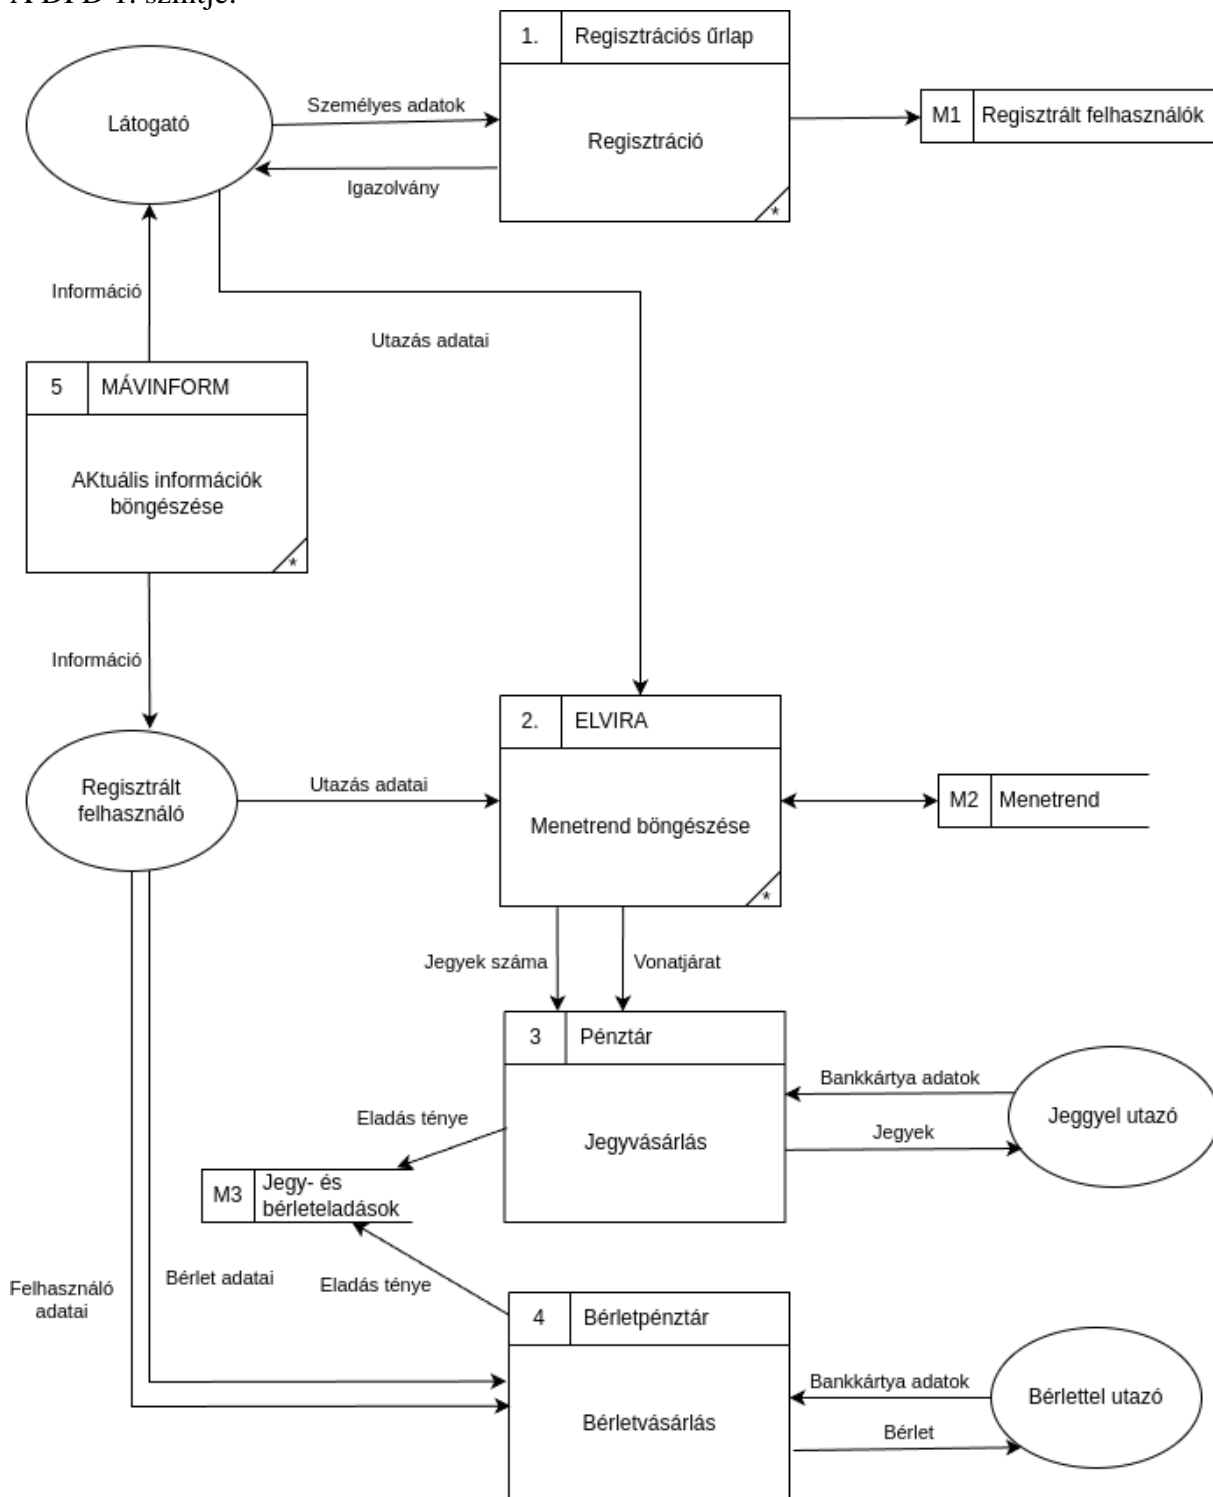 A DFD 1. szintje:
1. Regisztrációs űrlap
Személyes adatok
Látogató
M1 Regisztrált felhasználók
Regisztráció
Igazolvány
*
Információ
Utazás adatai
5 MÁVINFORM
AKtuális információk
böngészése
*
Információ
2. ELVIRA
Regisztrált
felhasználó
Utazás adatai
M2 Menetrend
Menetrend böngészése
*
Jegyek száma
Vonatjárat
3 Pénztár
Bankkártya adatok
Jeggyel utazó
Eladás ténye
Jegyvásárlás
Jegyek
M3 Jegy- és
bérleteladások
Felhasználó
adatai
Bérlet adatai
Eladás ténye
4 Bérletpénztár
Bankkártya adatok
Bérlettel utazó
Bérletvásárlás
Bérlet